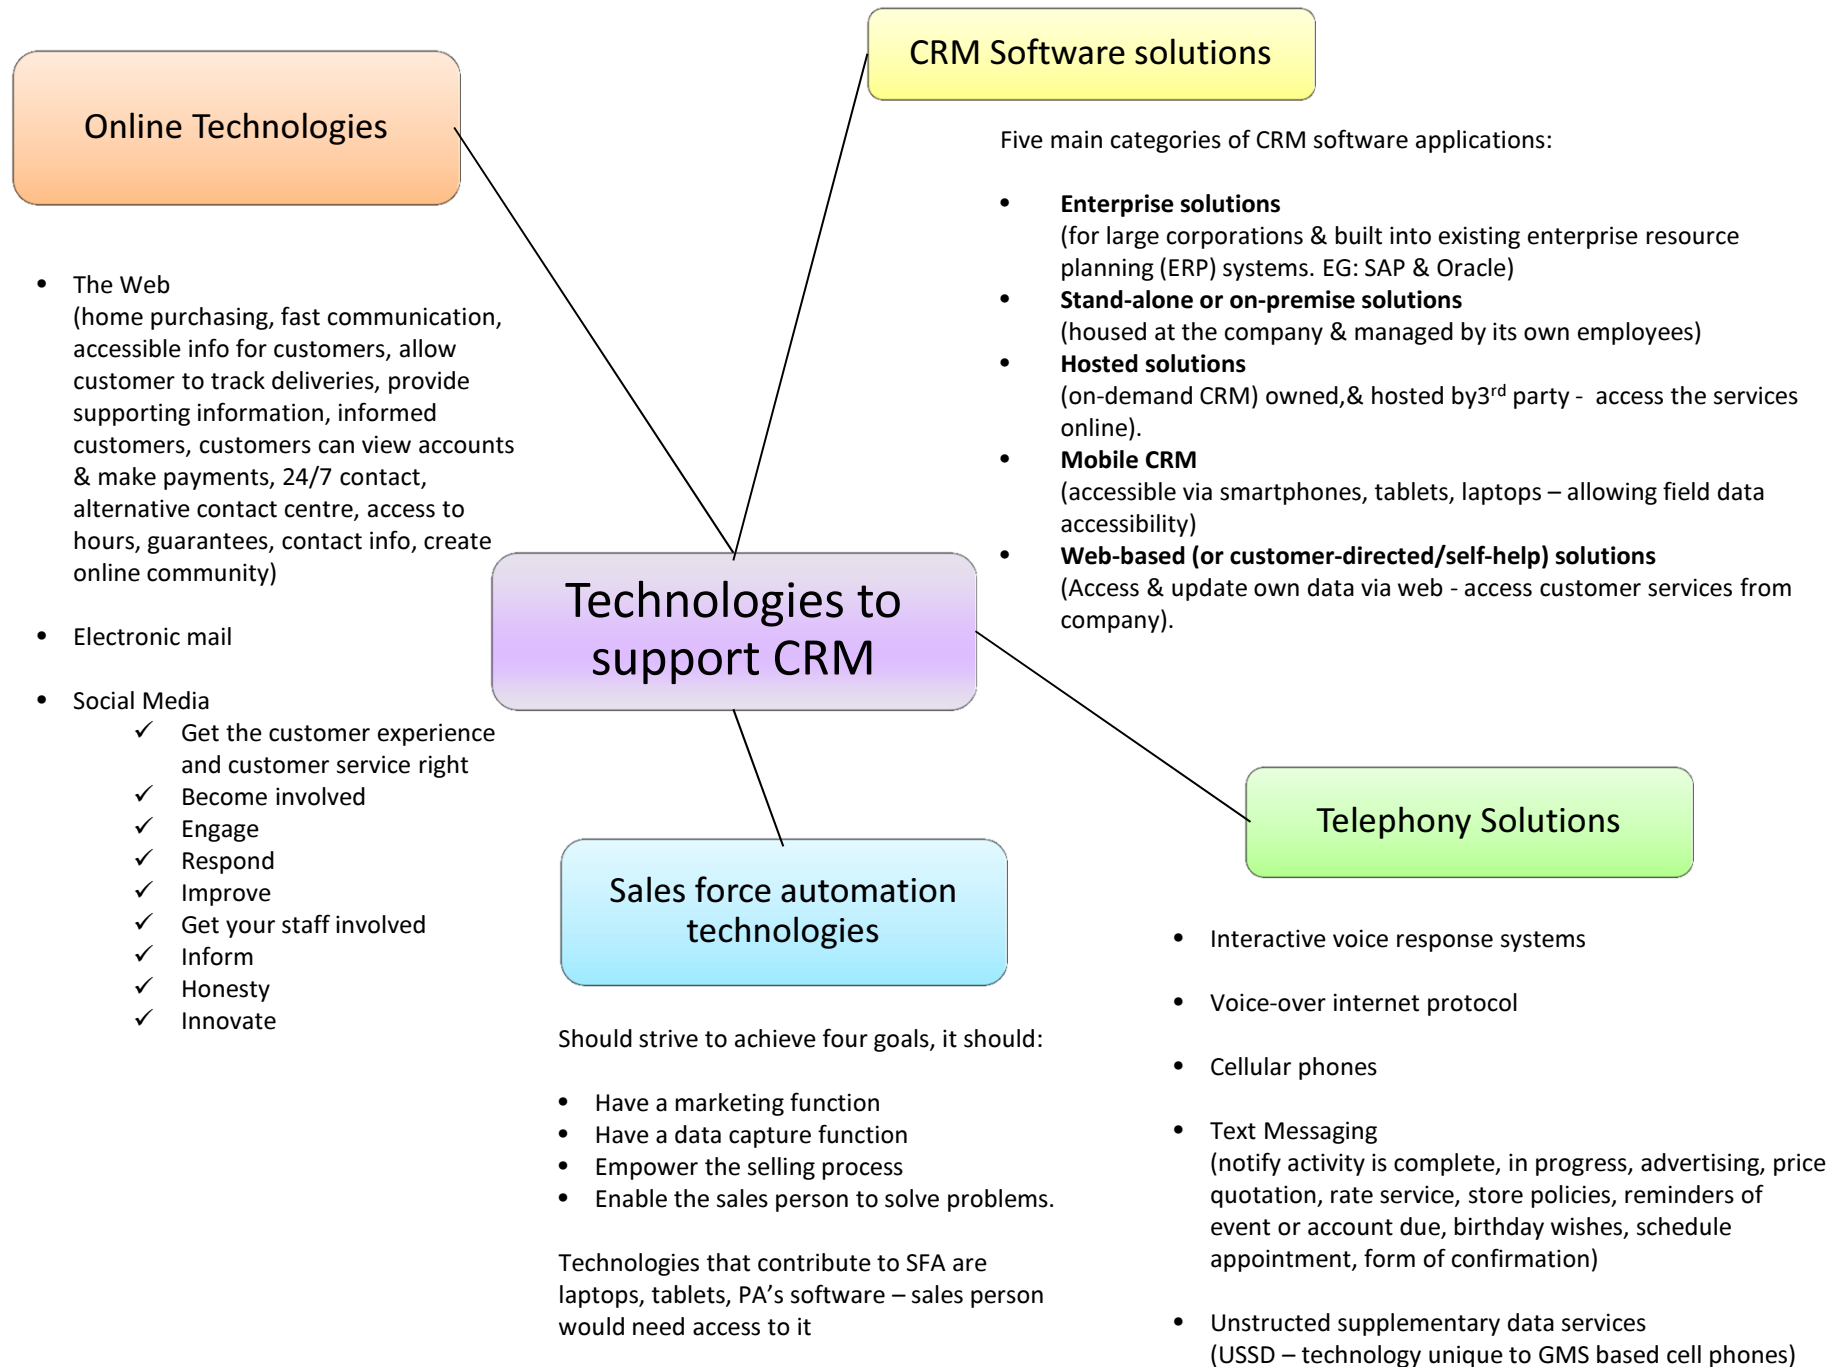 Online Technologies
• The Web
(home purchasing, fast communication,
accessible info for customers, allow
customer to track deliveries, provide
supporting information, informed
customers, customers can view accounts
& make payments, 24/7 contact,
alternative contact centre, access to
hours, guarantees, contact info, create
online community)
• Electronic mail
• Social Media
✓ Get the customer experience
and customer service right
✓ Become involved
✓ Engage
✓ Respond
✓ Improve
✓ Get your staff involved
✓ Inform
✓ Honesty
✓ Innovate
CRM Software solutions
Five main categories of CRM software applications:
• Enterprise solutions
(for large corporations & built into existing enterprise resource
planning (ERP) systems. EG: SAP & Oracle)
• Stand-alone or on-premise solutions
(housed at the company & managed by its own employees)
• Hosted solutions
(on-demand CRM) owned,& hosted by3rd party - access the services
online).
• Mobile CRM
(accessible via smartphones, tablets, laptops – allowing field data
accessibility)
• Web-based (or customer-directed/self-help) solutions
(Access & update own data via web - access customer services from
company).
Technologies to
support CRM
Sales force automation
technologies
Should strive to achieve four goals, it should:
• Have a marketing function
• Have a data capture function
• Empower the selling process
• Enable the sales person to solve problems.
Technologies that contribute to SFA are
laptops, tablets, PA’s software – sales person
would need access to it
Telephony Solutions
• Interactive voice response systems
• Voice-over internet protocol
• Cellular phones
• Text Messaging
(notify activity is complete, in progress, advertising, price
quotation, rate service, store policies, reminders of
event or account due, birthday wishes, schedule
appointment, form of confirmation)
• Unstructed supplementary data services
(USSD – technology unique to GMS based cell phones)